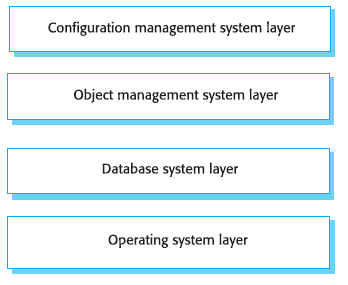 Configuration management system layer
Object management system layer
Database system layer
Operating system layer